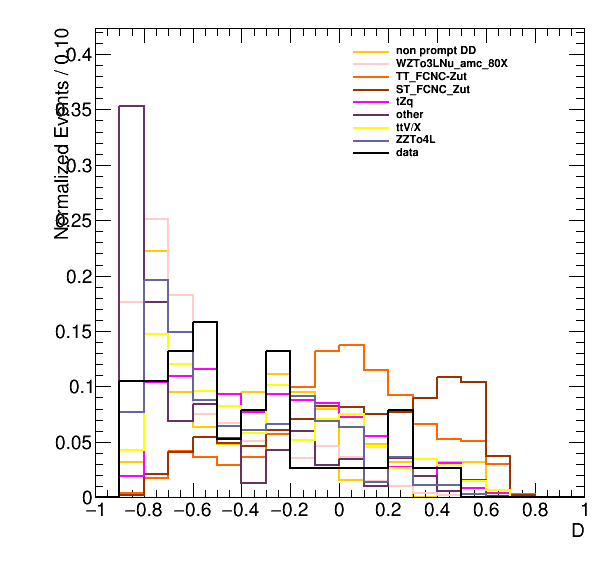 Normalized Events / 0.10
0.4
0.35
0.3
0.25
0.2
0.15
0.1
0.05
0
non prompt DD
WZTo3LNu_amc_80X
TT_FCNC-Zut
ST_FCNC_Zut
tZq
other
ttV/X
ZZTo4L
data
−1 −0.8 −0.6 −0.4 −0.2 0 0.2 0.4 0.6 0.8 1
D